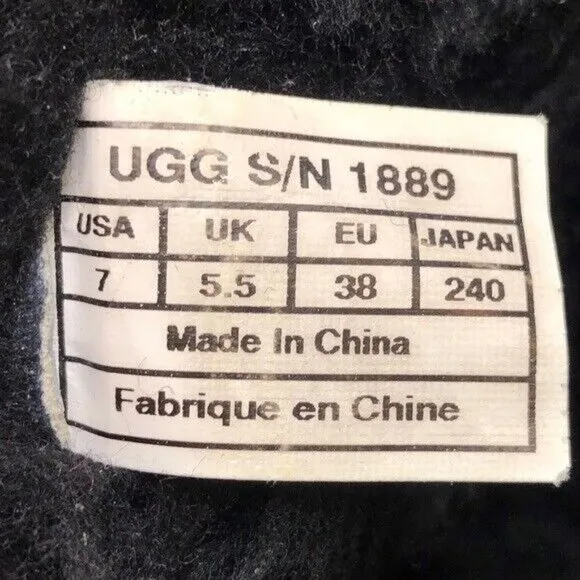 UGG S/N 1889
USA UK EU JAPAN
7 5.5 38 240
Made In China
Fabrique en Chine